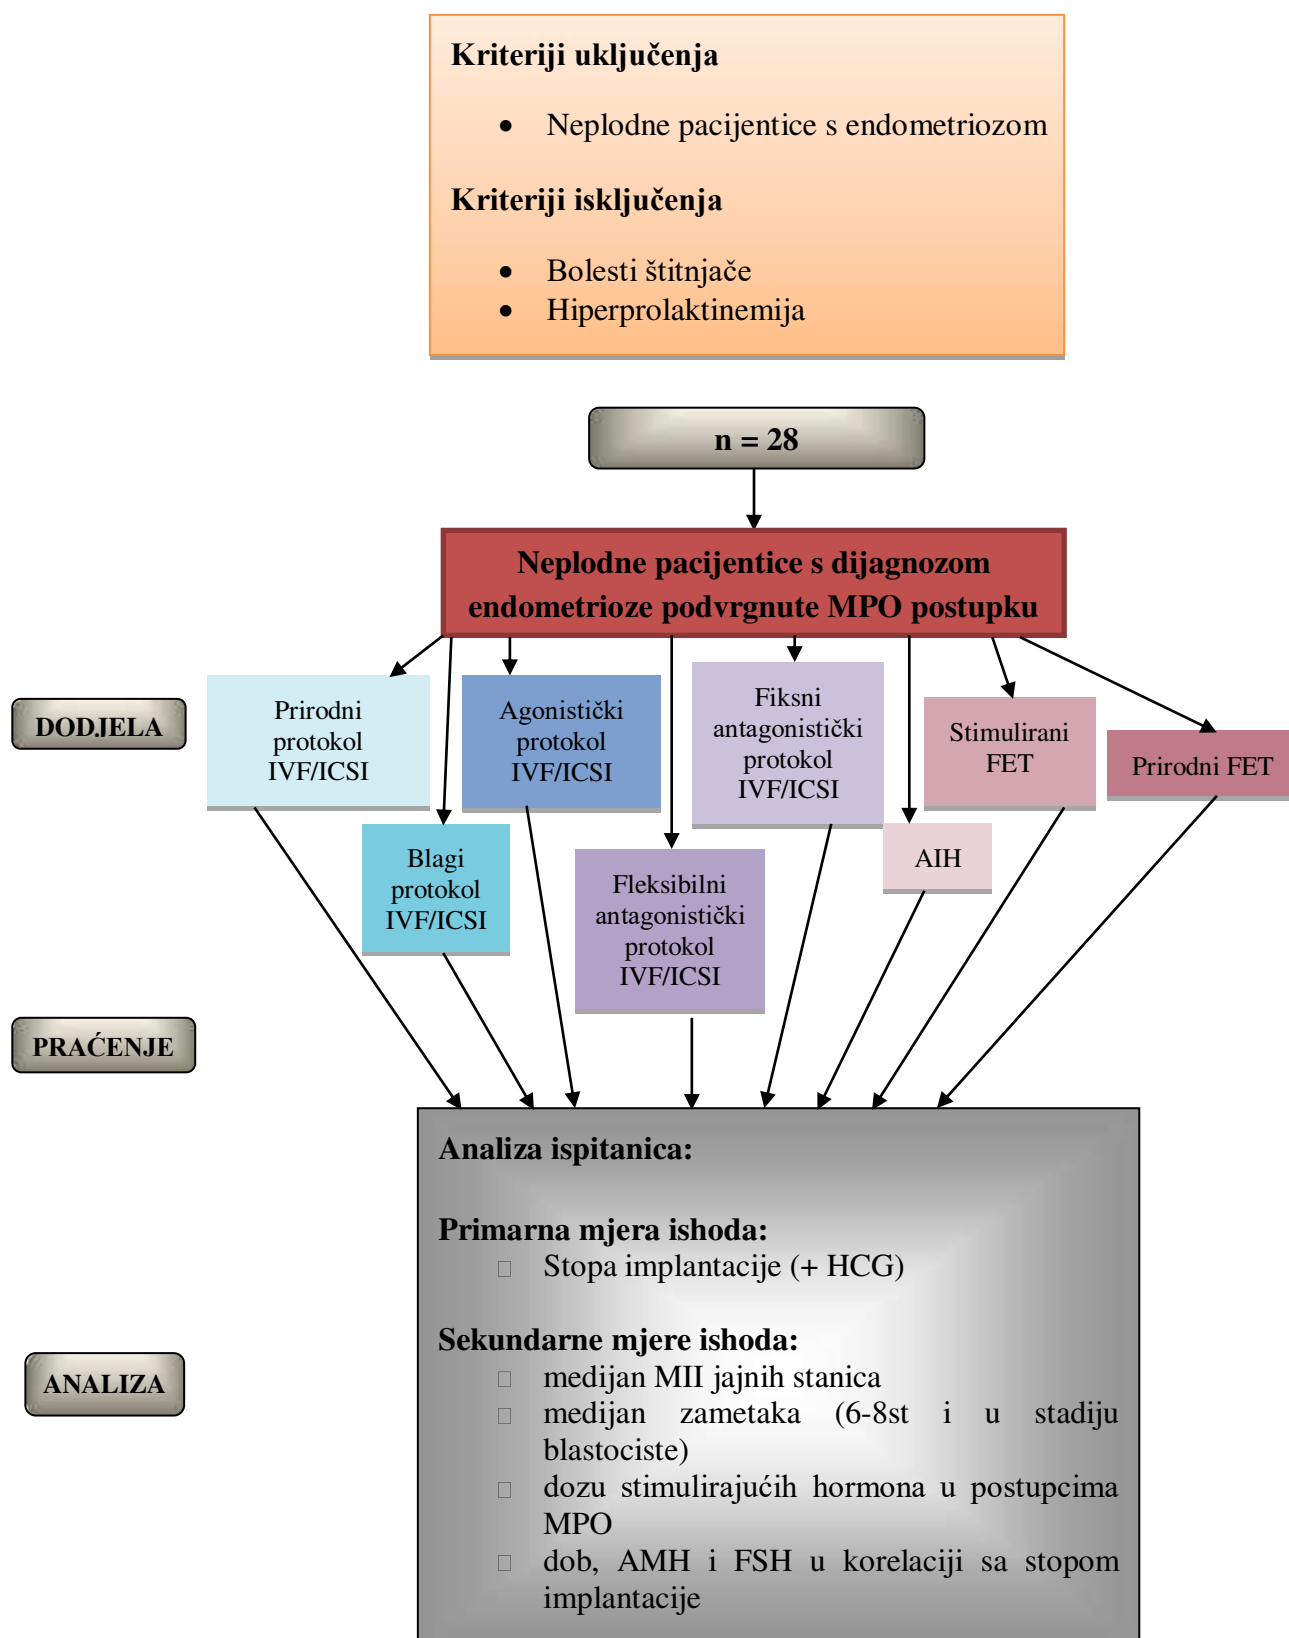 Kriteriji uključenja
• Neplodne pacijentice s endometriozom
Kriteriji isključenja
• Bolesti štitnjače
• Hiperprolaktinemija
n = 28
Neplodne pacijentice s dijagnozom
endometrioze podvrgnute MPO postupku
DODJELA
Prirodni
protokol
IVF/ICSI
Agonistički
protokol
IVF/ICSI
Fiksni
antagonistički
protokol
IVF/ICSI
Stimulirani
FET
Prirodni FET
Blagi
protokol
IVF/ICSI
Fleksibilni
antagonistički
protokol
IVF/ICSI
AIH
PRAĆENJE
Analiza ispitanica:
Primarna mjera ishoda:
Stopa implantacije (+ HCG)
Sekundarne mjere ishoda:
medijan MII jajnih stanica
medijan zametaka (6-8st i u stadiju
blastociste)
dozu stimulirajućih hormona u postupcima
MPO
dob, AMH i FSH u korelaciji sa stopom
implantacije
ANALIZA